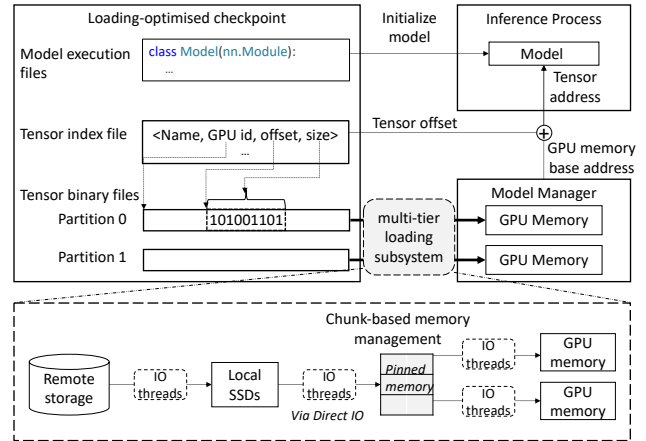 Loading-optimised checkpoint
Initialize
model
Inference Process
Model execution
files
class Model(nn.Module):
...
Model
Tensor
address
Tensor index file
<Name, GPU id, offset, size>
...
Tensor offset
GPU memory
base address
Tensor binary files
Partition 0
101001101
Partition 1
multi-tier
loading
subsystem
Model Manager
GPU Memory
GPU Memory
Chunk-based memory
management
Remote
storage
IO
threads
Local
SSDs
IO
threads
Via Direct IO
Pinned
memory
IO
threads
GPU
memory
IO
threads
GPU
memory